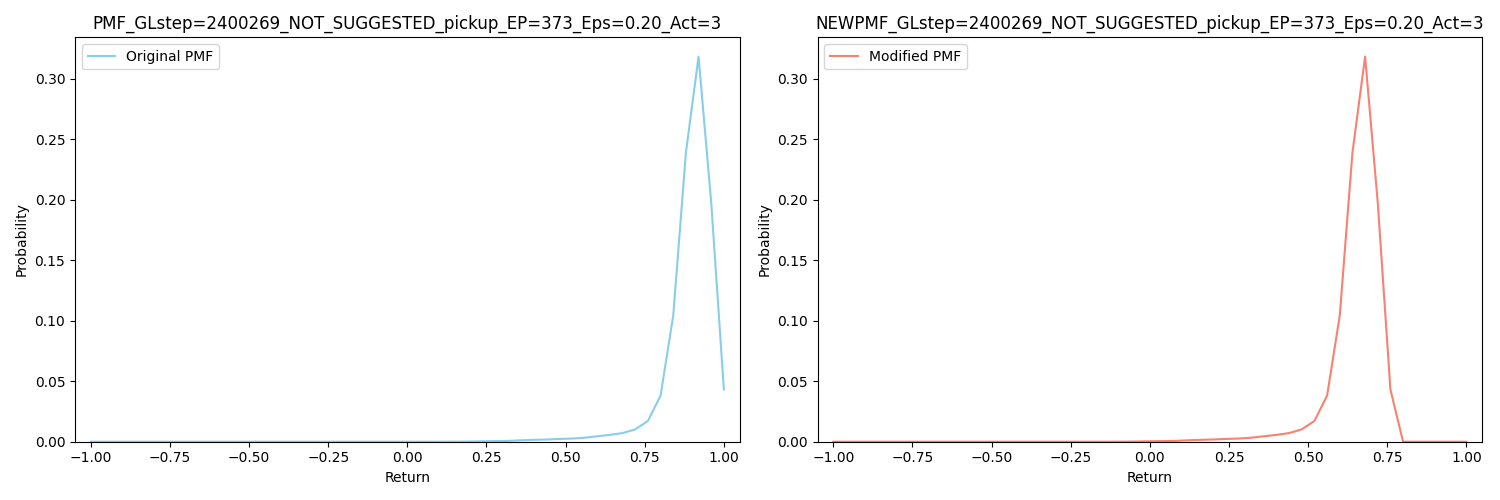 PMF_GLstep=2400269_NOT_SUGGESTED_pickup_EP=373_Eps=0.20_Act=3
Original PMF
Probability
0.30
0.25
0.20
0.15
0.10
0.05
0.00
−1.00 −0.75 −0.50 −0.25 0.00 0.25 0.50 0.75 1.00
Return
NEWPMF_GLstep=2400269_NOT_SUGGESTED_pickup_EP=373_Eps=0.20_Act=3
Modified PMF
Probability
0.30
0.25
0.20
0.15
0.10
0.05
0.00
−1.00 −0.75 −0.50 −0.25 0.00 0.25 0.50 0.75 1.00
Return